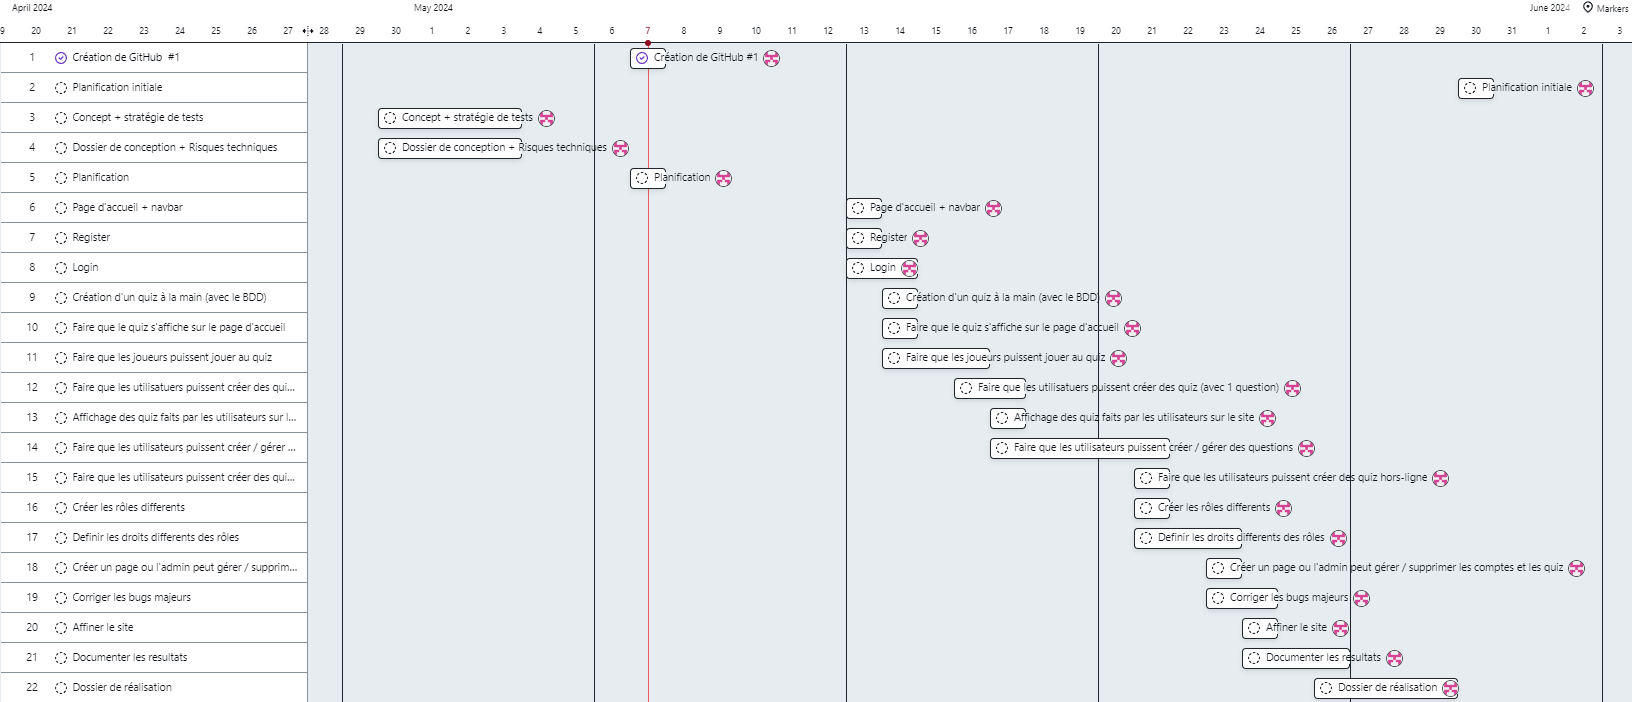 April 2024 May 2024 June 2024 Markers
9 20 21 22 23 24 25 26 27 28 29 30 1 2 3 4 5 6 7 8 9 10 11 12 13 14 15 16 17 18 19 20 21 22 23 24 25 26 27 28 29 30 31 1 2 3
1 Création de GitHub #1 Création de GitHub #1
2 Planification initiale Planification initiale
3 Concept + stratégie de tests Concept + stratégie de tests
4 Dossier de conception + Risques techniques Dossier de conception + Risques techniques
5 Planification Planification
6 Page d'accueil + navbar Page d'accueil + navbar
7 Register Register
8 Login Login
9 Création d'un quiz à la main (avec le BDD) Création d'un quiz à la main (avec le BDD)
10 Faire que le quiz s'affiche sur le page d'accueil Faire que le quiz s'affiche sur le page d'accueil
11 Faire que les joueurs puissent jouer au quiz Faire que les joueurs puissent jouer au quiz
12 Faire que les utilisatuers puissent créer des qui... Faire que les utilisatuers puissent créer des quiz (avec 1 question)
13 Affichage des quiz faits par les utilisateurs sur l... Affichage des quiz faits par les utilisateurs sur le site
14 Faire que les utilisateurs puissent créer / gérer ... Faire que les utilisateurs puissent créer / gérer des questions
15 Faire que les utilisateurs puissent créer des qui... Faire que les utilisateurs puissent créer des quiz hors-ligne
16 Créer les rôles differents Créer les rôles differents
17 Definir les droits differents des rôles Definir les droits differents des rôles
18 Créer un page ou l'admin peut gérer / supprim... Créer un page ou l'admin peut gérer / supprimer les comptes et les quiz
19 Corriger les bugs majeurs Corriger les bugs majeurs
20 Affiner le site Affiner le site
21 Documenter les resultats Documenter les resultats
22 Dossier de réalisation Dossier de réalisation